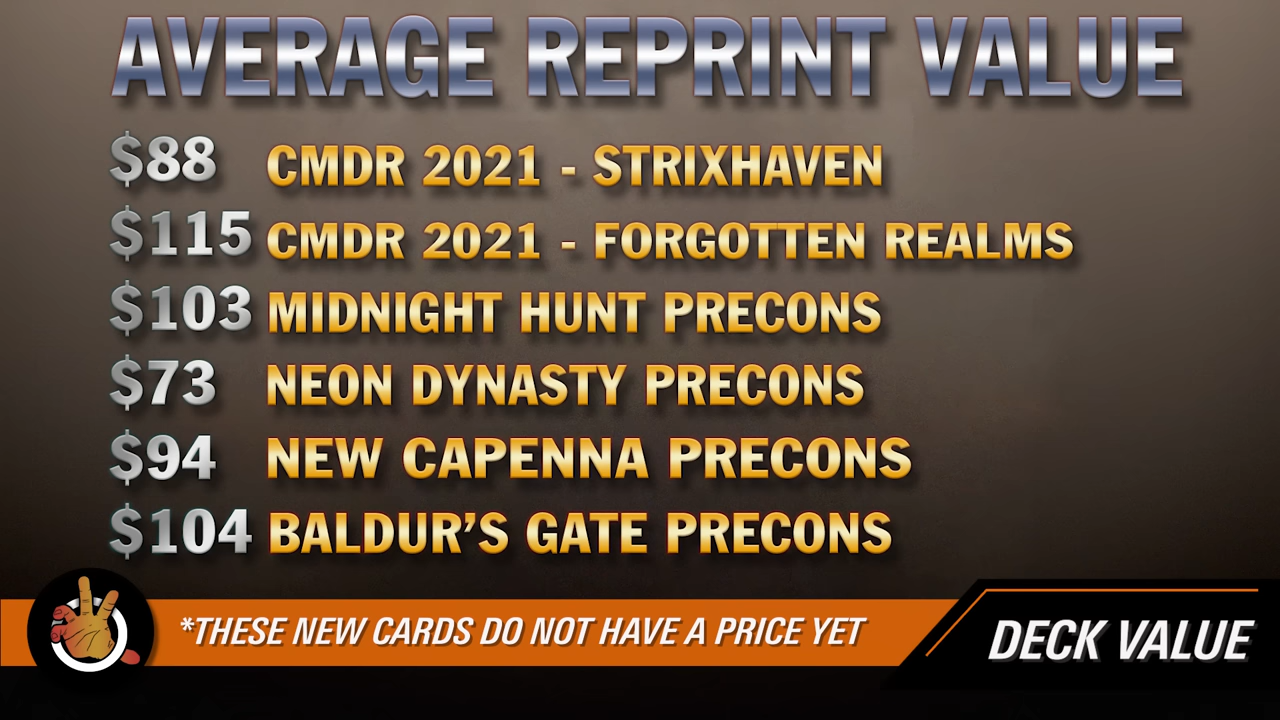 AVERAGE REPRINT VALUE
$88 CMDR 2021 - STRIXHAVEN
$115 CMDR 2021 - FORGOTTEN REALMS
$103 MIDNIGHT HUNT PRECONS
$73 NEON DYNASTY PRECONS
$94 NEW CAPENNA PRECONS
$104 BALDUR’S GATE PRECONS
*THESE NEW CARDS DO NOT HAVE A PRICE YET
DECK VALUE